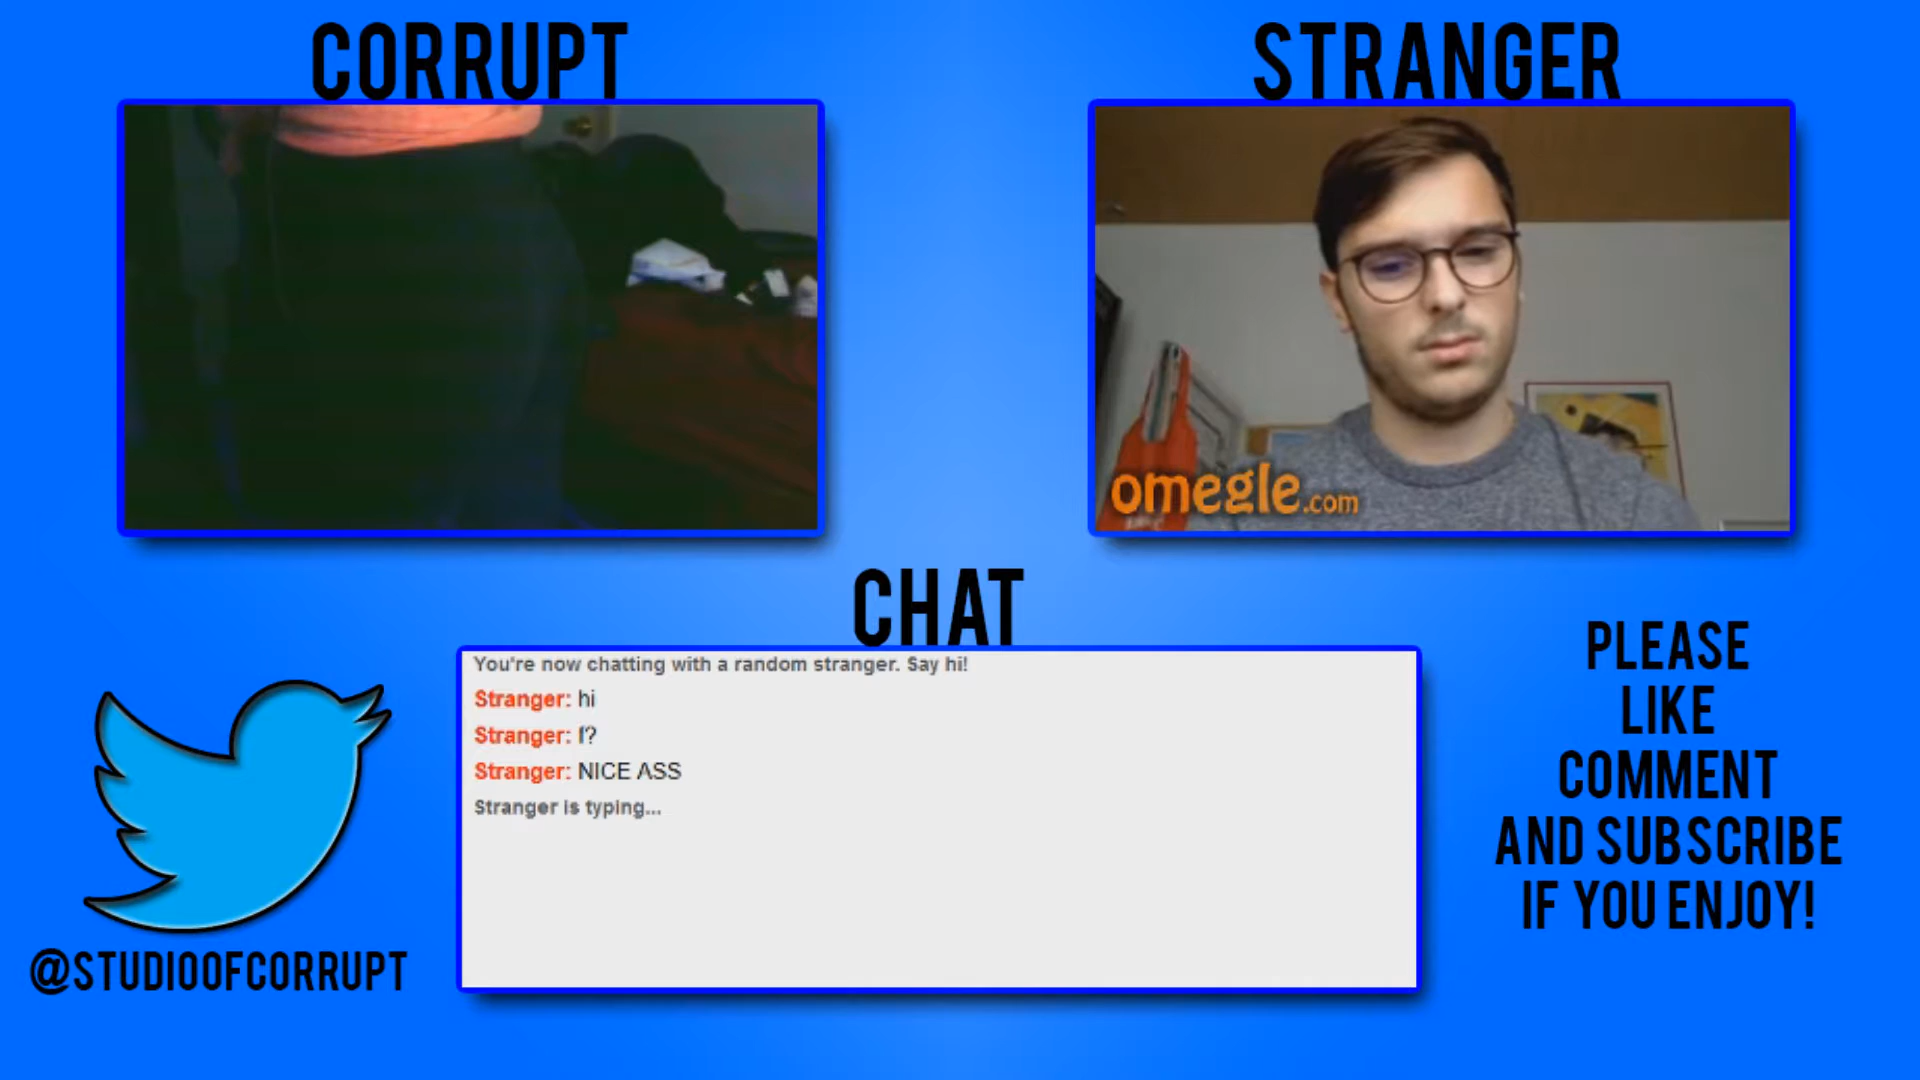 CORRUPT
STRANGER
omegle.com
CHAT
You're now chatting with a random stranger. Say hi!
Stranger: hi
Stranger: f?
Stranger: NICE ASS
Stranger is typing...
@STUDIOOFCORRUPT
PLEASE
LIKE
COMMENT
AND SUBSCRIBE
IF YOU ENJOY!